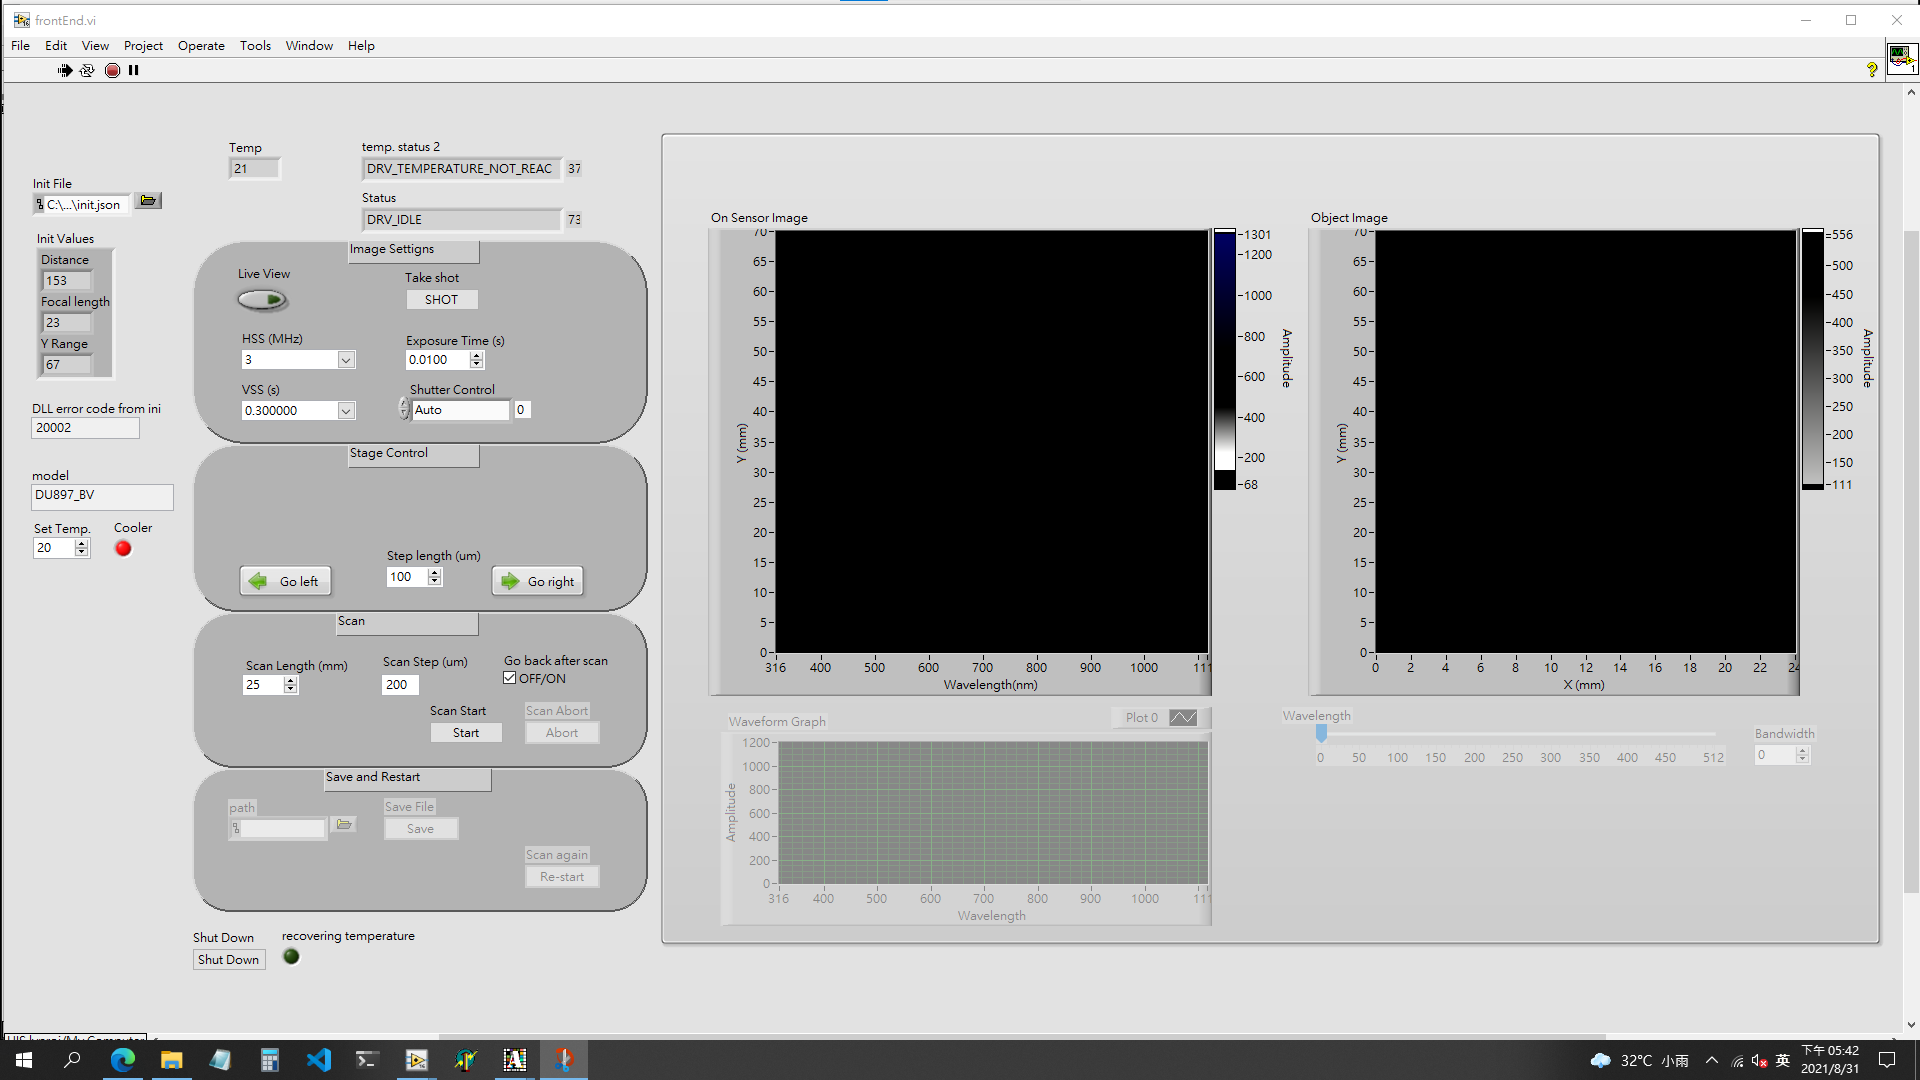 frontEnd.vi
File Edit View Project Operate Tools Window Help
1
Temp
21
temp. status 2
DRV_TEMPERATURE_NOT_REAC 37
Status
DRV_IDLE 73
Init File
C:\...\init.json
Init Values
Distance
153
Focal length
23
Y Range
67
DLL error code from ini
20002
model
DU897_BV
Set Temp. Cooler
20
Image Settigns
Live View
Take shot
SHOT
HSS (MHz)
3
Exposure Time (s)
0.0100
VSS (s)
0.300000
Shutter Control
Auto 0
Stage Control
Step length (um)
Go left 100 Go right
Scan
Scan Length (mm)
25
Scan Step (um)
200
Go back after scan
OFF/ON
Scan Start
Start
Scan Abort
Abort
Save and Restart
path
Save File
Save
Scan again
Re-start
Shut Down
Shut Down
recovering temperature
On Sensor Image
70
65
60
55
50
45
40
35
30
25
20
15
10
5
0
Y (mm)
316 400 500 600 700 800 900 1000 111
Wavelength(nm)
1301
1200
1000
800
600
400
200
68
Amplitude
Object Image
70
65
60
55
50
45
40
35
30
25
20
15
10
5
0
Y (mm)
0 2 4 6 8 10 12 14 16 18 20 22 24
X (mm)
556
500
450
400
350
300
250
200
150
111
Amplitude
Waveform Graph
Plot 0
1200
1000
800
600
400
200
0
Amplitude
316 400 500 600 700 800 900 1000 111
Wavelength
Wavelength
0 50 100 150 200 250 300 350 400 450 512
Bandwidth
0
32°C 小雨
英
下午 05:42
2021/8/31